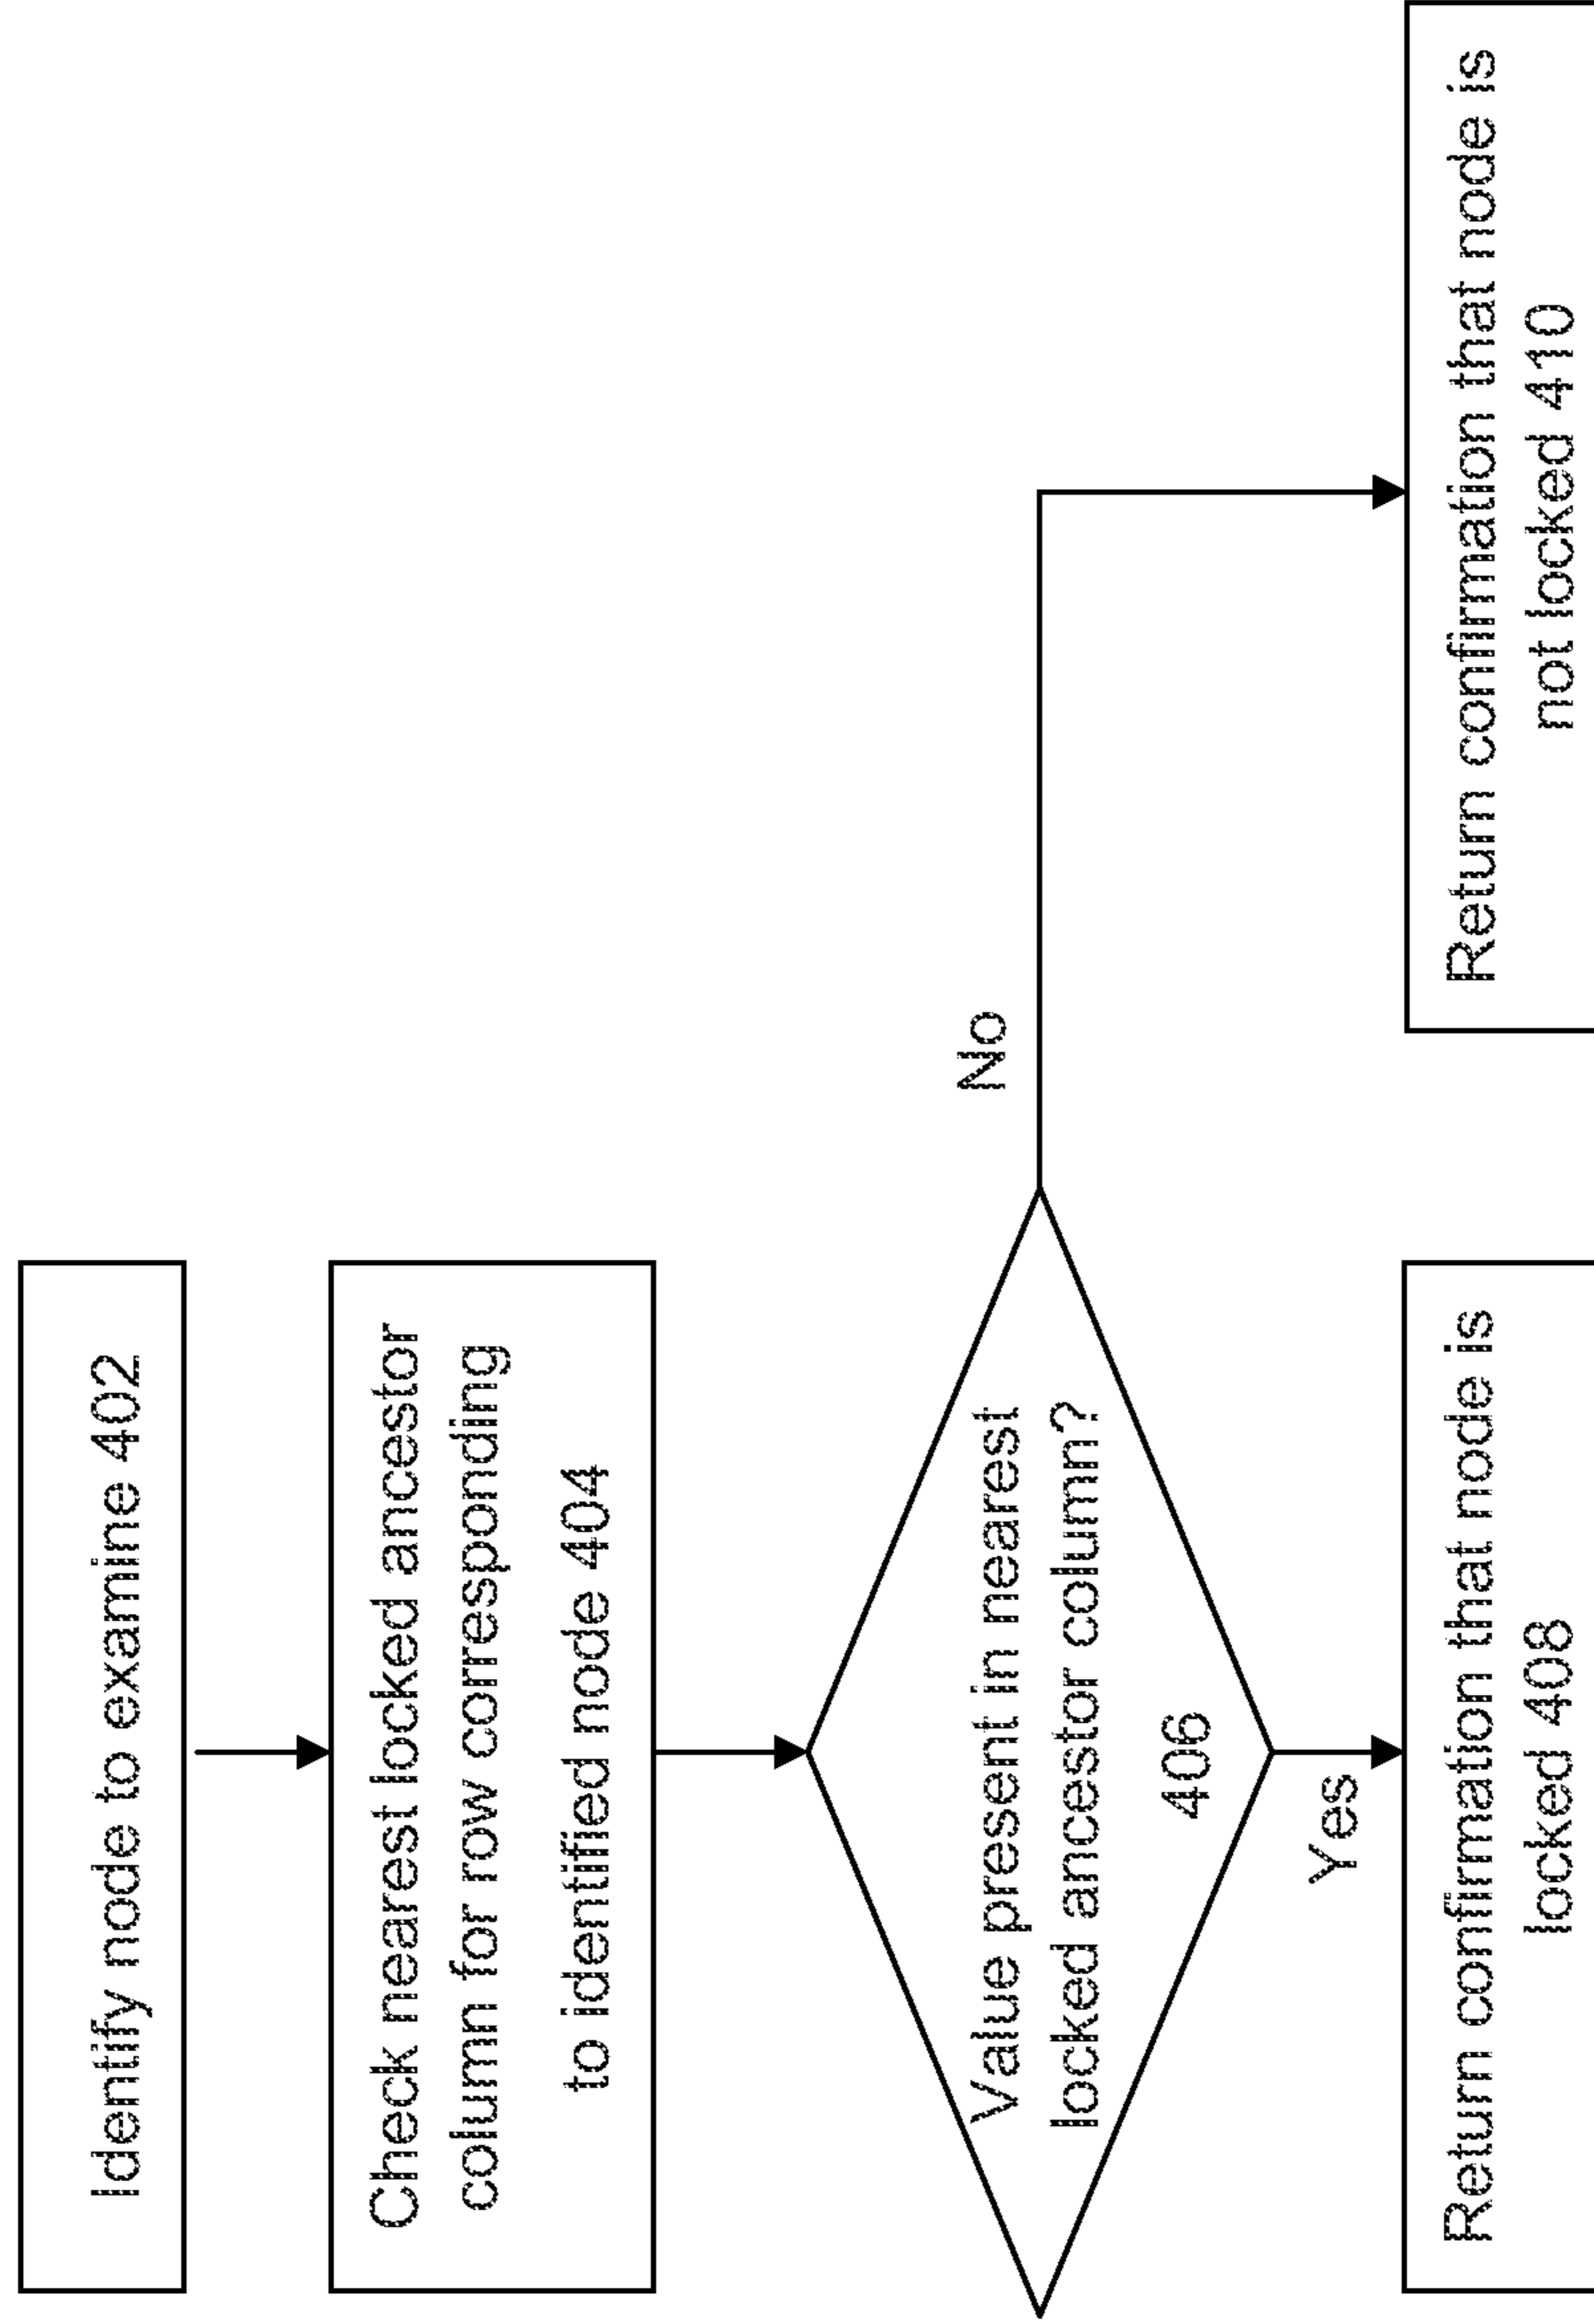 Identify node to examine 402
Check nearest locked ancestor
column for row corresponding
to identified node 404
Value present in nearest
locked ancestor column?
406
No
Yes
Return confirmation that node is
locked 408
Return confirmation that node is
not locked 410